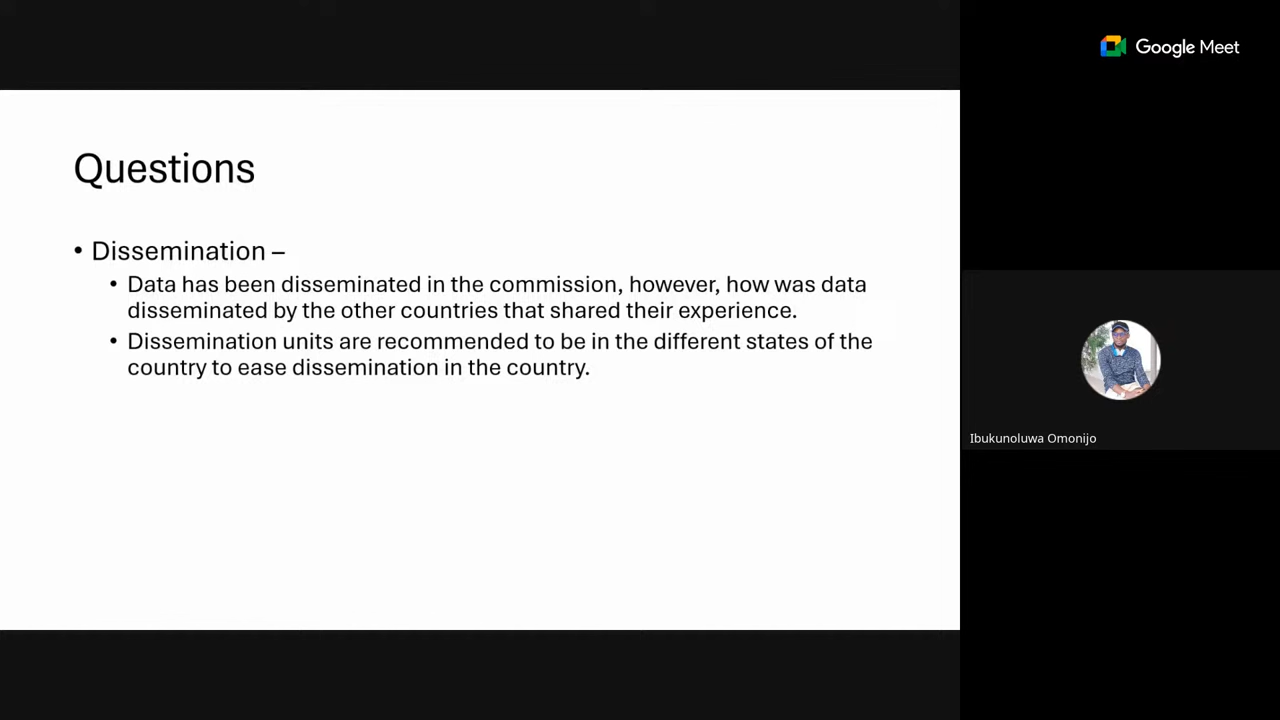 Google Meet
Questions
• Dissemination –
• Data has been disseminated in the commission, however, how was data
disseminated by the other countries that shared their experience.
• Dissemination units are recommended to be in the different states of the
country to ease dissemination in the country.
Ibukunoluwa Omonijo